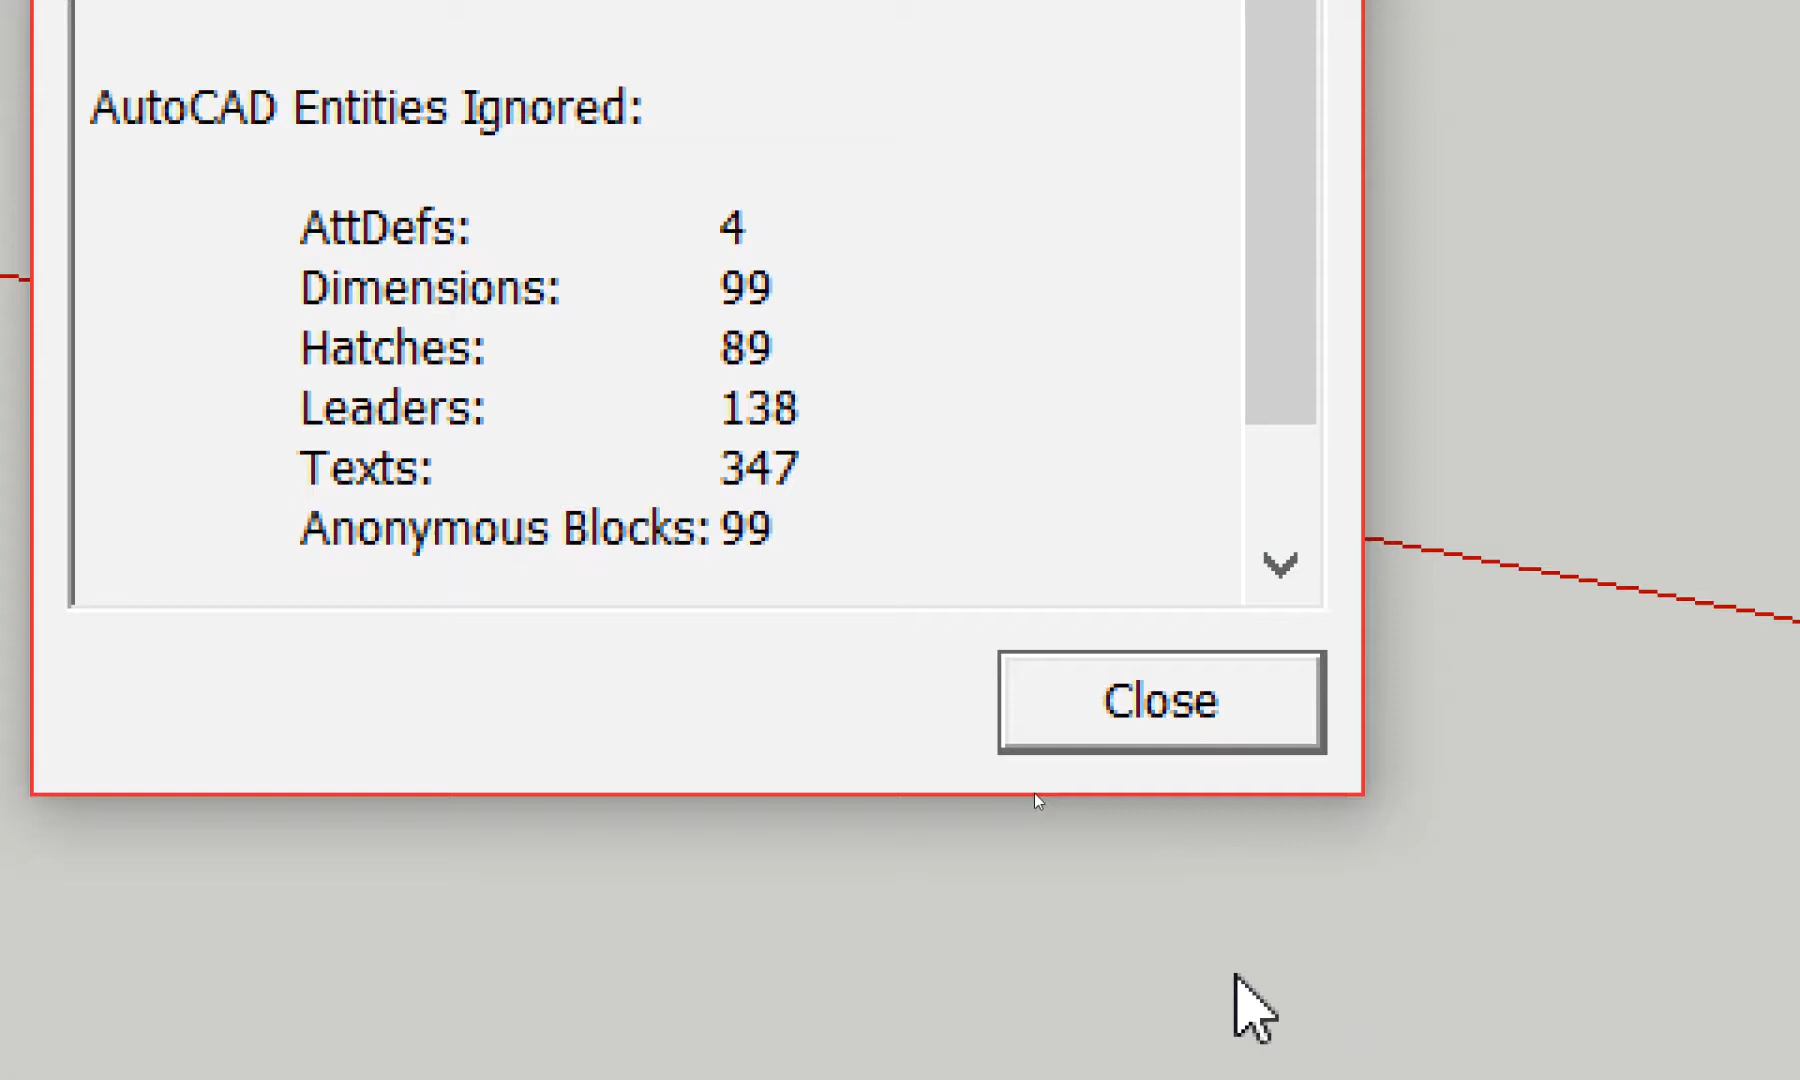 AutoCAD Entities Ignored:
AttDefs: 4
Dimensions: 99
Hatches: 89
Leaders: 138
Texts: 347
Anonymous Blocks: 99
Close